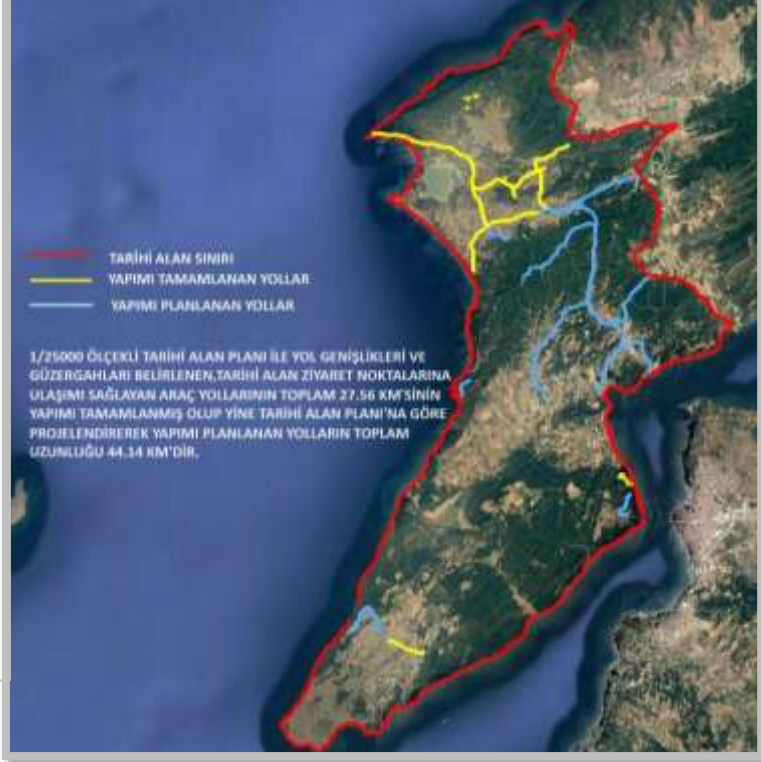 TARİHİ ALAN SINIRI
YAPIMI TAMAMLANAN YOLLAR
YAPIMI PLANLANAN YOLLAR
1/25000 ÖLÇEKLİ TARİHİ ALAN PLANI İLE YOL GENİŞLİKLERİ VE
GÜZERGAHLARI BELİRLENEN,TARİHİ ALAN ZİYARET NOKTALARINA
ULAŞIMI SAĞLAYAN ARAÇ YOLLARININ TOPLAM 27.56 KM'SİNİN
YAPIMI TAMAMLANMIŞ OLUP YİNE TARİHİ ALAN PLANI'NA GÖRE
PROJELENDİREREK YAPIMI PLANLANAN YOLLARIN TOPLAM
UZUNLUĞU 44.14 KM'DİR.